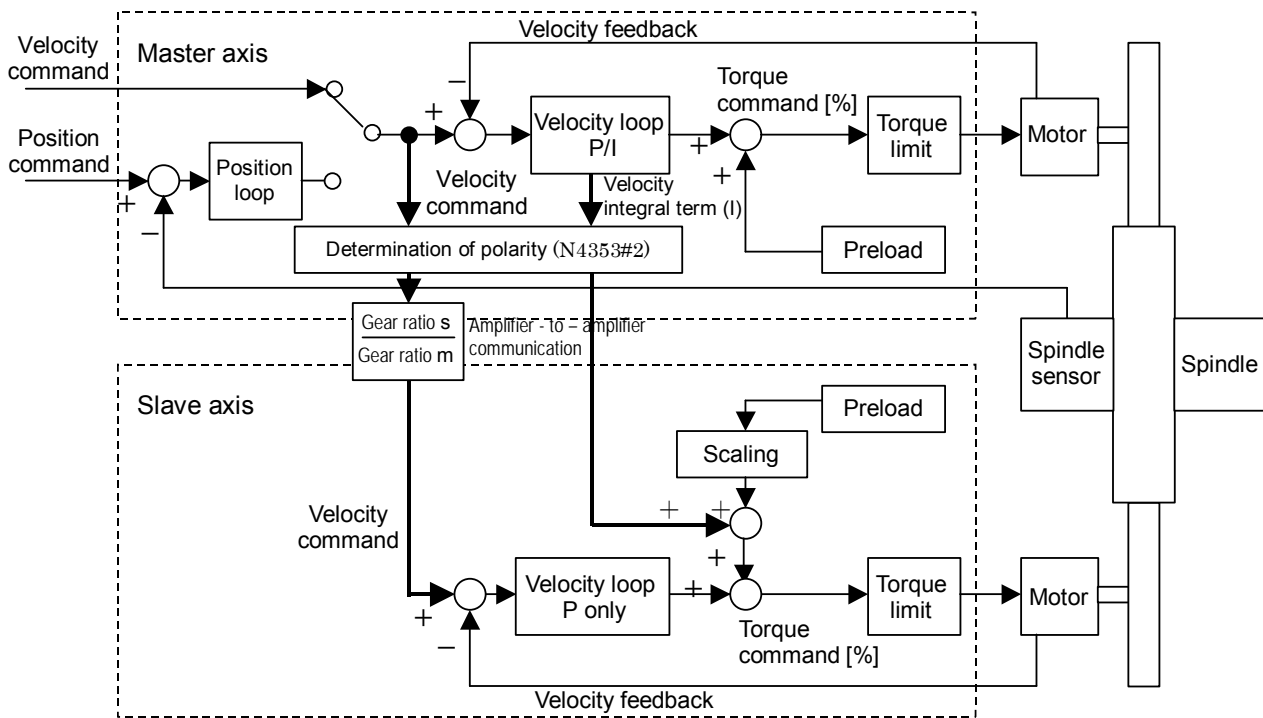 Velocity feedback
Velocity
command
Master axis
−
+
Torque
command [%]
Velocity loop
P/I
+
+
Torque
limit
Motor
Position
command
+
−
Position
loop
Velocity
command
Velocity
integral term (I)
Determination of polarity (N4353#2)
Preload
Gear ratio s
Gear ratio m
Amplifier - to – amplifier
communication
Spindle
sensor
Spindle
Slave axis
Preload
Scaling
+ +
Velocity
command
+
+
−
Velocity loop
P only
+
Torque
command [%]
Torque
limit
Motor
Velocity feedback